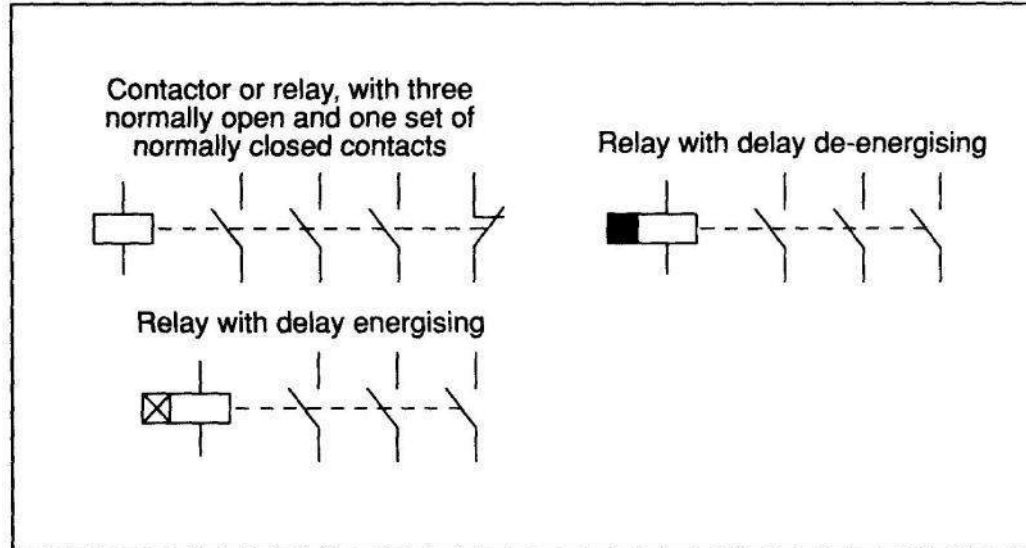 Contactor or relay, with three
normally open and one set of
normally closed contacts
Relay with delay de-energising
Relay with delay energising